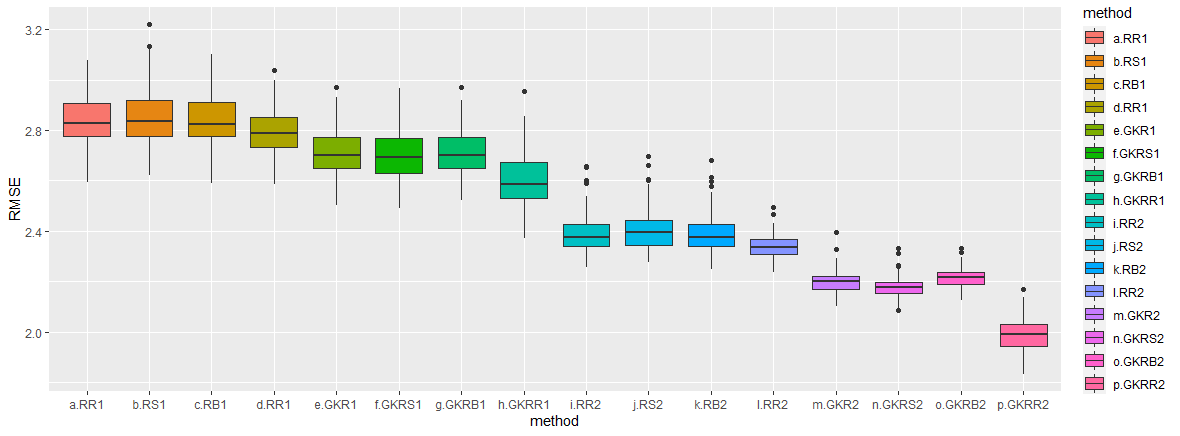 3.2
2.8
2.4
2.0
RMSE
a.RR1 b.RS1 c.RB1 d.RR1 e.GKR1 f.GKRS1 g.GKRB1 h.GKRR1 i.RR2 j.RS2 k.RB2 l.RR2 m.GKR2 n.GKRS2 o.GKRB2 p.GKRR2
method
method
a.RR1
b.RS1
c.RB1
d.RR1
e.GKR1
f.GKRS1
g.GKRB1
h.GKRR1
i.RR2
j.RS2
k.RB2
l.RR2
m.GKR2
n.GKRS2
o.GKRB2
p.GKRR2